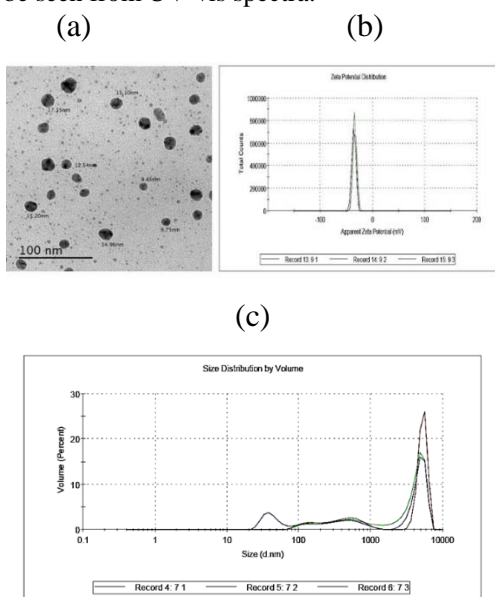 be seen from UV-vis spectra.
(a) (b)
17.25nm
15.10nm
12.54nm
9.45nm
15.20nm
9.75nm
14.96nm
100 nm
Zeta Potential Distribution
1000000
800000
600000
400000
200000
0
Total Counts
-100 0 100 200
Apparent Zeta Potential (mV)
Record 13: 9 1 Record 14: 9 2 Record 15: 9 3
(c)
Size Distribution by Volume
30
20
10
0
Volume (Percent)
0.1 1 10 100 1000 10000
Size (d.nm)
Record 4: 7 1 Record 5: 7 2 Record 6: 7 3